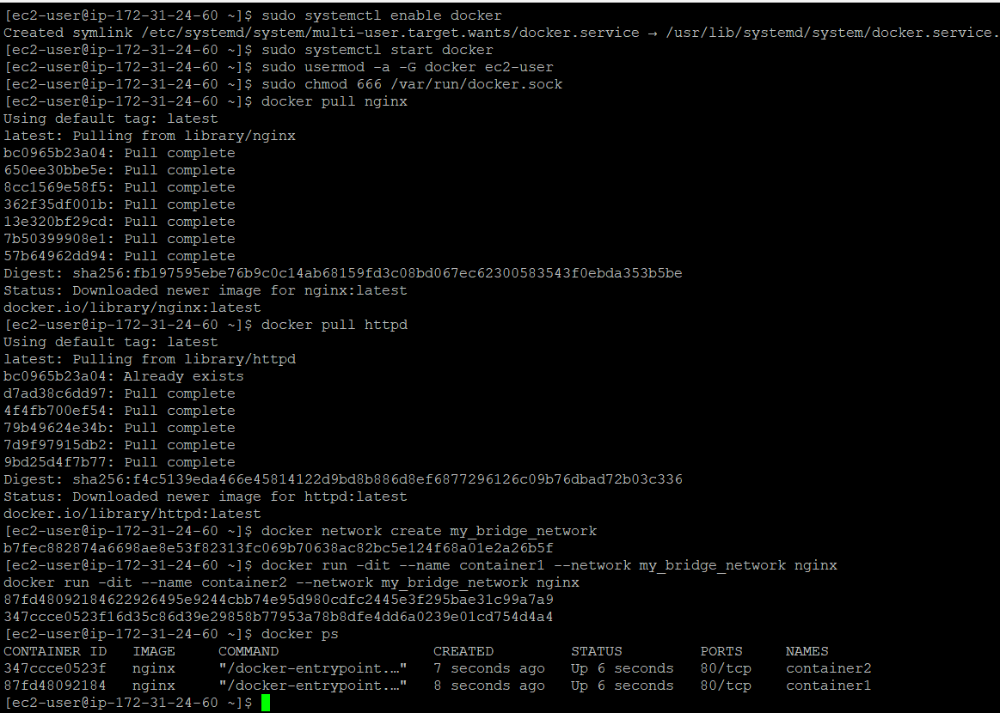 [ec2-user@ip-172-31-24-60 ~]$ sudo systemctl enable docker
Created symlink /etc/systemd/system/multi-user.target.wants/docker.service → /usr/lib/systemd/system/docker.service.
[ec2-user@ip-172-31-24-60 ~]$ sudo systemctl start docker
[ec2-user@ip-172-31-24-60 ~]$ sudo usermod -a -G docker ec2-user
[ec2-user@ip-172-31-24-60 ~]$ sudo chmod 666 /var/run/docker.sock
[ec2-user@ip-172-31-24-60 ~]$ docker pull nginx
Using default tag: latest
latest: Pulling from library/nginx
bc0965b23a04: Pull complete
650ee30bbe5e: Pull complete
8cc1569e58f5: Pull complete
362f35df001b: Pull complete
13e320bf29cd: Pull complete
7b50399908e1: Pull complete
57b64962dd94: Pull complete
Digest: sha256:fb197595ebe76b9c0c14ab68159fd3c08bd067ec62300583543f0ebda353b5be
Status: Downloaded newer image for nginx:latest
docker.io/library/nginx:latest
[ec2-user@ip-172-31-24-60 ~]$ docker pull httpd
Using default tag: latest
latest: Pulling from library/httpd
bc0965b23a04: Already exists
d7ad38c6dd97: Pull complete
4f4fb700ef54: Pull complete
79b49624e34b: Pull complete
7d9f97915db2: Pull complete
9bd25d4f7b77: Pull complete
Digest: sha256:f4c5139eda466e45814122d9bd8b886d8ef6877296126c09b76dbad72b03c336
Status: Downloaded newer image for httpd:latest
docker.io/library/httpd:latest
[ec2-user@ip-172-31-24-60 ~]$ docker network create my_bridge_network
b7fec882874a6698ae8e53f82313fc069b70638ac82bc5e124f68a01e2a26b5f
[ec2-user@ip-172-31-24-60 ~]$ docker run -dit --name container1 --network my_bridge_network nginx
docker run -dit --name container2 --network my_bridge_network nginx
87fd48092184622926495e9244cbb74e95d980cdfc2445e3f295bae31c99a7a9
347ccce0523f16d35c86d39e29858b77953a78b8dfe4dd6a0239e01cd754d4a4
[ec2-user@ip-172-31-24-60 ~]$ docker ps
CONTAINER ID   IMAGE     COMMAND                  CREATED         STATUS         PORTS     NAMES
347ccce0523f   nginx     "/docker-entrypoint.…"   7 seconds ago   Up 6 seconds   80/tcp    container2
87fd48092184   nginx     "/docker-entrypoint.…"   8 seconds ago   Up 6 seconds   80/tcp    container1
[ec2-user@ip-172-31-24-60 ~]$